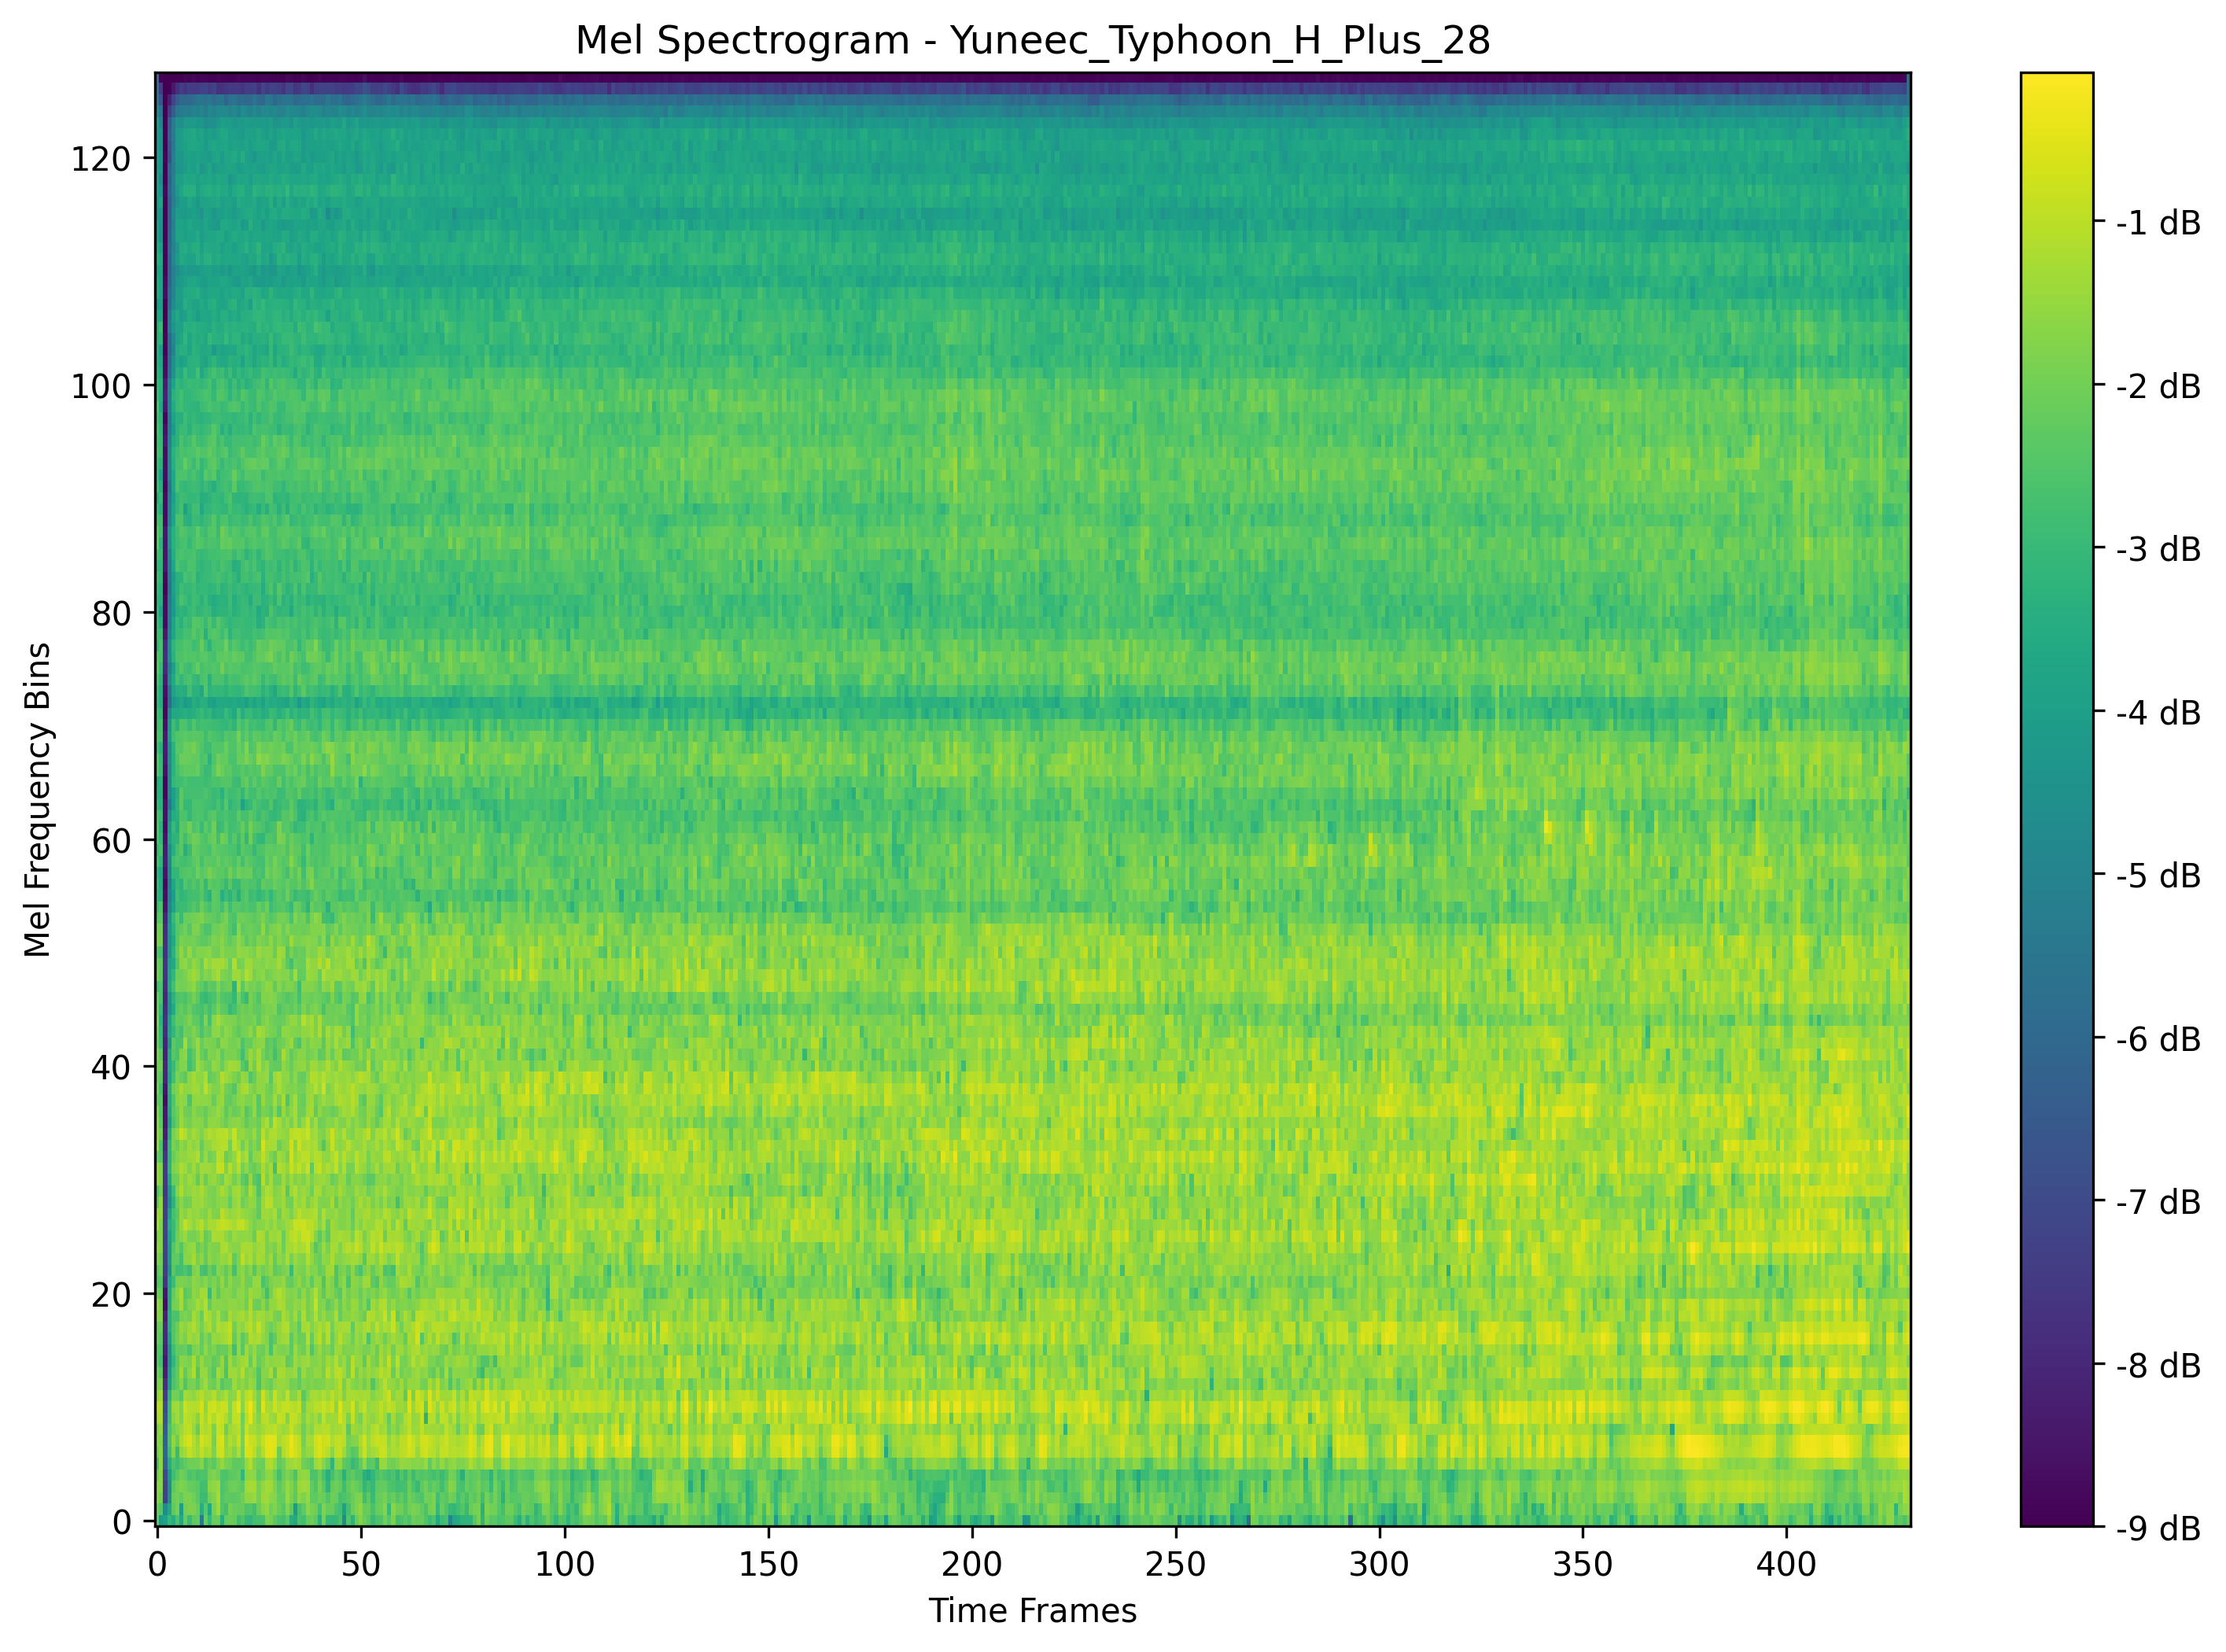 Mel Spectrogram - Yuneec_Typhoon_H_Plus_28
Mel Frequency Bins
120
100
80
60
40
20
0
0 50 100 150 200 250 300 350 400
Time Frames
-1 dB
-2 dB
-3 dB
-4 dB
-5 dB
-6 dB
-7 dB
-8 dB
-9 dB